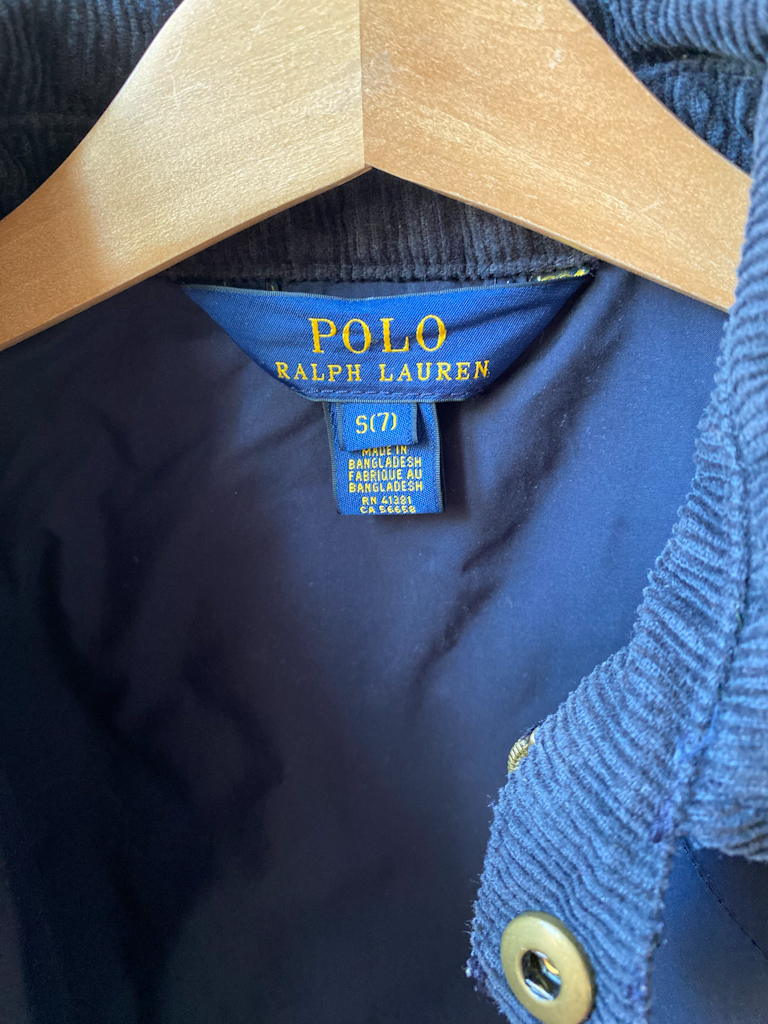 POLO
RALPH LAUREN
S(7)
MADE IN
BANGLADESH
FABRIQUE AU
BANGLADESH
RN 41381
CA 56658